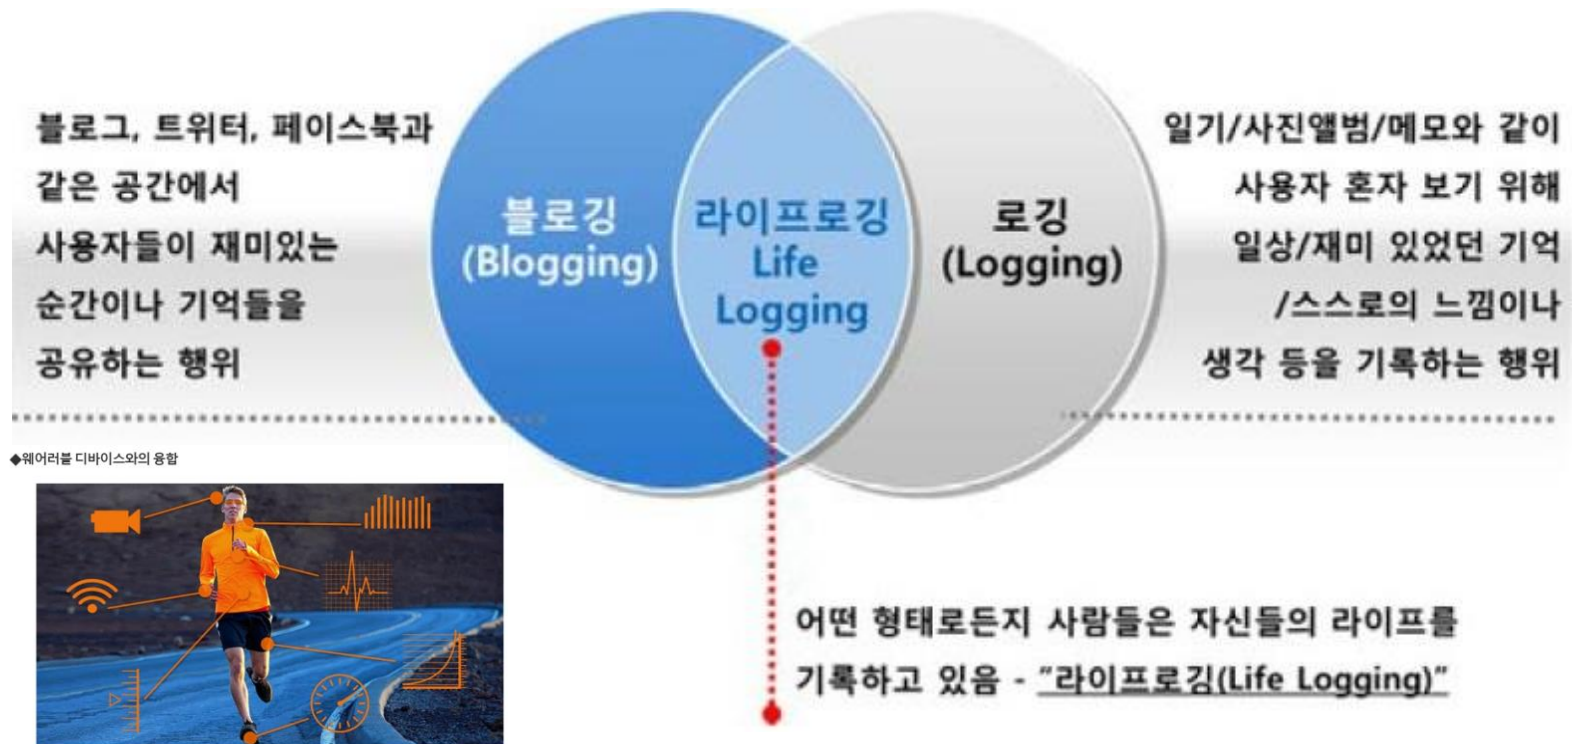 블로그, 트위터, 페이스북과
같은 공간에서
사용자들이 재미있는
순간이나 기억들을
공유하는 행위
블로깅
(Blogging)
라이프로깅
Life
Logging
로깅
(Logging)
일기/사진앨범/메모와 같이
사용자 혼자 보기 위해
일상/재미 있었던 기억
/스스로의 느낌이나
생각 등을 기록하는 행위
◆웨어러블 디바이스와의 융합
어떤 형태로든지 사람들은 자신들의 라이프를
기록하고 있음 - “라이프로깅(Life Logging)”